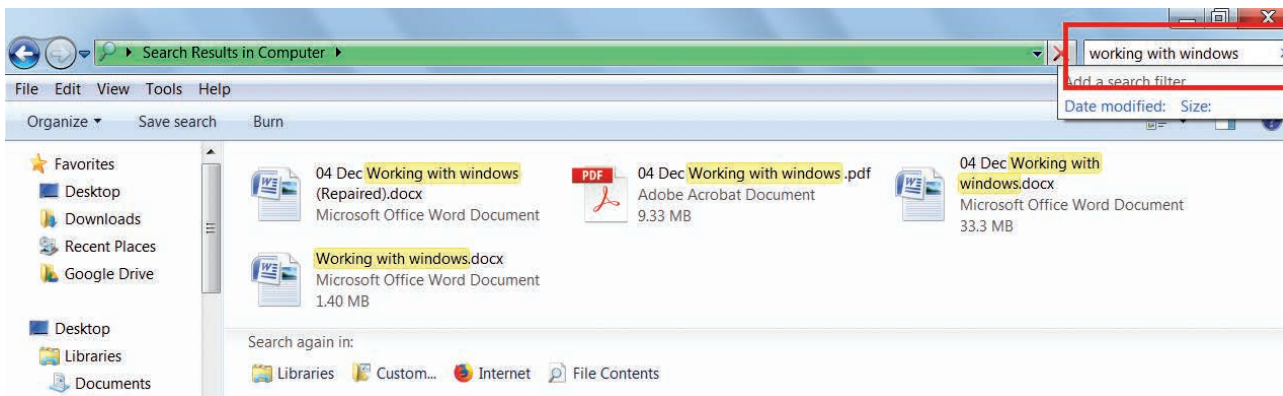 Search Results in Computer
working with windows
Add a search filter
Date modified: Size:
File Edit View Tools Help
Organize Save search Burn
Favorites
Desktop
Downloads
Recent Places
Google Drive
Desktop
Libraries
Documents
04 Dec Working with windows
(Repaired).docx
Microsoft Office Word Document
PDF
04 Dec Working with windows .pdf
Adobe Acrobat Document
9.33 MB
04 Dec Working with
windows.docx
Microsoft Office Word Document
33.3 MB
Working with windows.docx
Microsoft Office Word Document
1.40 MB
Search again in:
Libraries Custom... Internet File Contents